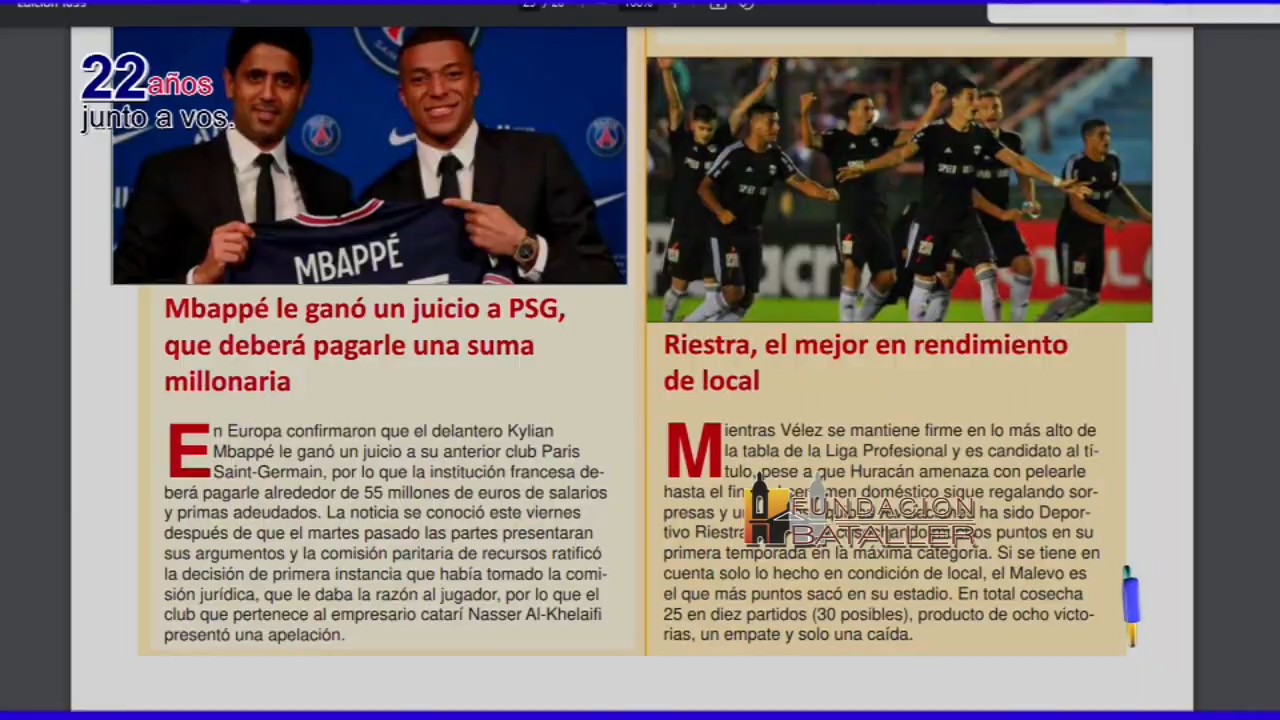 Edición 1855
100%
22 años
junto a vos.
MBAPPÉ
Mbappé le ganó un juicio a PSG,
que deberá pagarle una suma
millonaria
En Europa confirmaron que el delantero Kylian
Mbappé le ganó un juicio a su anterior club Paris
Saint-Germain, por lo que la institución francesa de-
berá pagarle alrededor de 55 millones de euros de salarios
y primas adeudados. La noticia se conoció este viernes
después de que el martes pasado las partes presentaran
sus argumentos y la comisión paritaria de recursos ratificó
la decisión de primera instancia que había tomado la comi-
sión jurídica, que le daba la razón al jugador, por lo que el
club que pertenece al empresario catarí Nasser Al-Khelaifi
presentó una apelación.
Riestra, el mejor en rendimiento
de local
Mientras Vélez se mantiene firme en lo más alto de
la tabla de la Liga Profesional y es candidato al tí-
tulo, pese a que Huracán amenaza con pelearle
hasta el fin doméstico sigue regalando sor-
presas y ha sido Depor-
tivo Riestra puntos en su
primera temporada en la máxima categoría. Si se tiene en
cuenta solo lo hecho en condición de local, el Malevo es
el que más puntos sacó en su estadio. En total cosecha
25 en diez partidos (30 posibles), producto de ocho victo-
rias, un empate y solo una caída.
FUNDACION
BATALLER